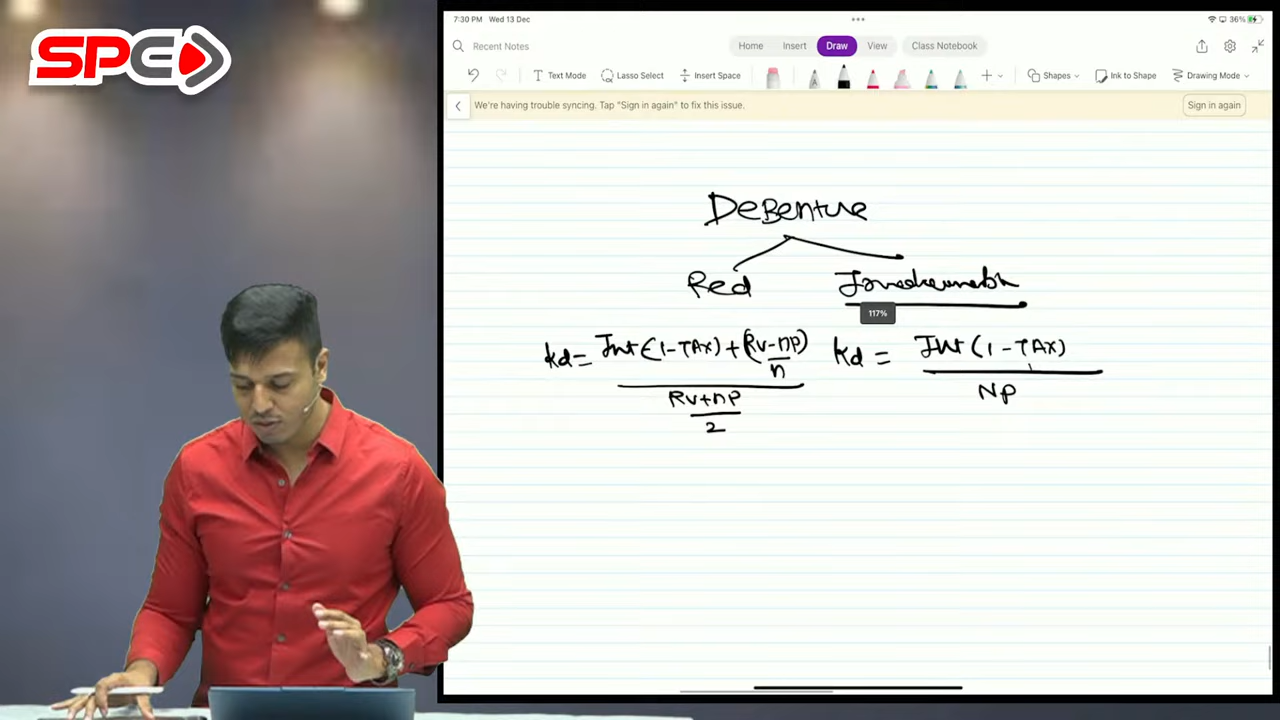 SPE
7:30 PM Wed 13 Dec
36%
Recent Notes
Home Insert Draw View Class Notebook
Text Mode Lasso Select Insert Space Shapes Ink to Shape Drawing Mode
We're having trouble syncing. Tap "Sign in again" to fix this issue. Sign in again
Debenture
Red Irredeemable
117%
Kd = Int (1-TAX) + (RV-NP)/n
RV+NP
2
Kd = Int (1-TAX)
NP